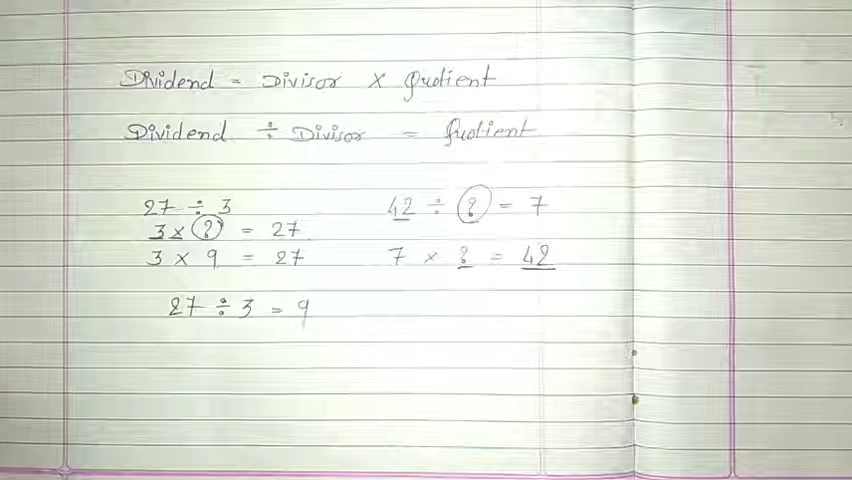 Dividend = Divisor × Quotient
Dividend ÷ Divisor = Quotient
27 ÷ 3
3 × ? = 27
3 × 9 = 27
27 ÷ 3 = 9
42 ÷ ? = 7
7 × ? = 42